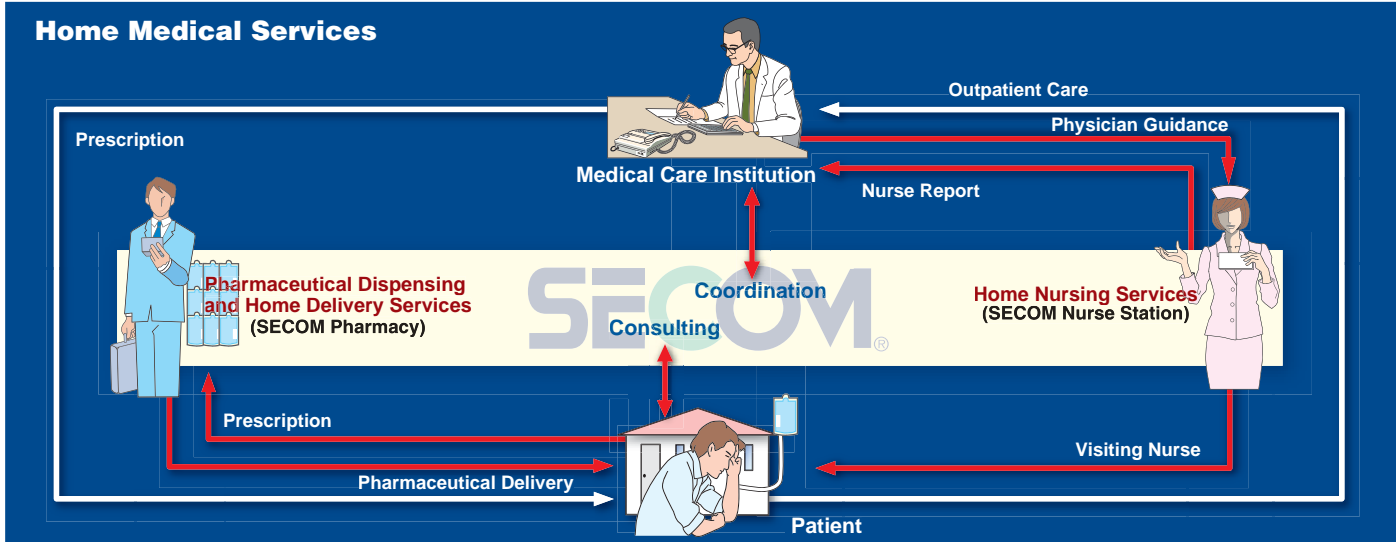 Home Medical Services
Outpatient Care
Physician Guidance
Prescription
Medical Care Institution
Nurse Report
Pharmaceutical Dispensing
and Home Delivery Services
(SECOM Pharmacy)
SECOM®
Coordination
Consulting
Home Nursing Services
(SECOM Nurse Station)
Prescription
Visiting Nurse
Pharmaceutical Delivery
Patient